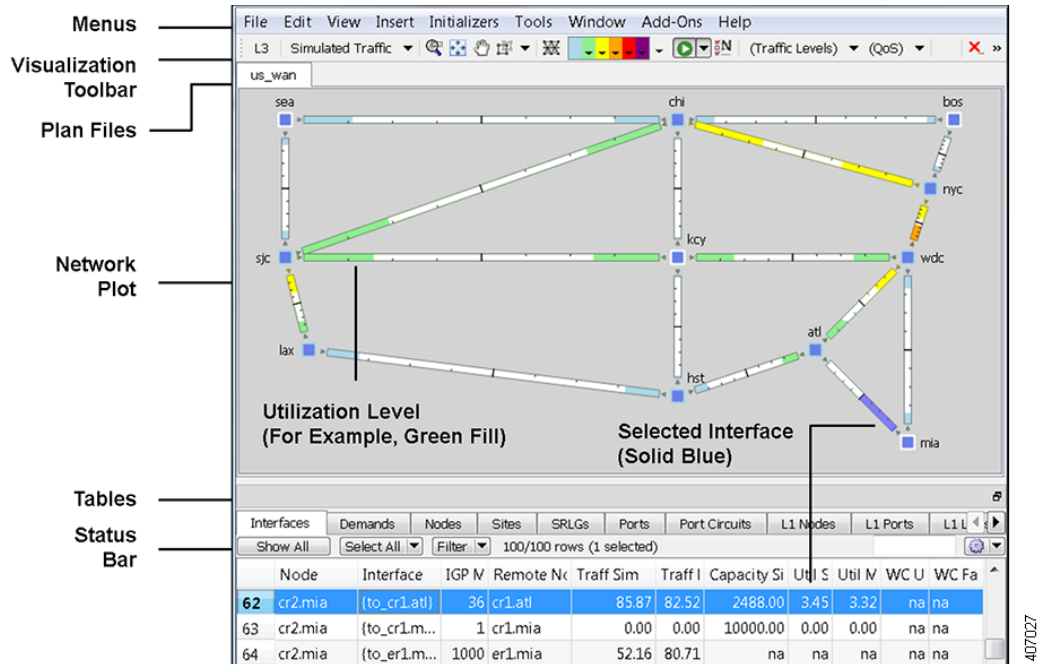 Menus
Visualization
Toolbar
Plan Files
Network
Plot
Tables
Status
Bar
File Edit View Insert Initializers Tools Window Add-Ons Help
L3 Simulated Traffic (Traffic Levels) (QoS) X »
us_wan
sea chi bos
nyc
kcy
sjc wdc
atl
lax
hst
Utilization Level
(For Example, Green Fill)
Selected Interface
(Solid Blue)
mia
Interfaces Demands Nodes Sites SRLGs Ports Port Circuits L1 Nodes L1 Ports L1 L
Show All Select All Filter 100/100 rows (1 selected)
Node Interface IGP M Remote Nc Traff Sim Traff I Capacity Si Util S Util M WC U WC Fa
62 cr2.mia {to_cr1.atl} 36 cr1.atl 85.87 82.52 2488.00 3.45 3.32 na na
63 cr2.mia {to_cr1.m... 1 cr1.mia 0.00 0.00 10000.00 0.00 0.00 na na
64 cr2.mia {to_er1.m... 1000 er1.mia 52.16 80.71 na na na na na
407027